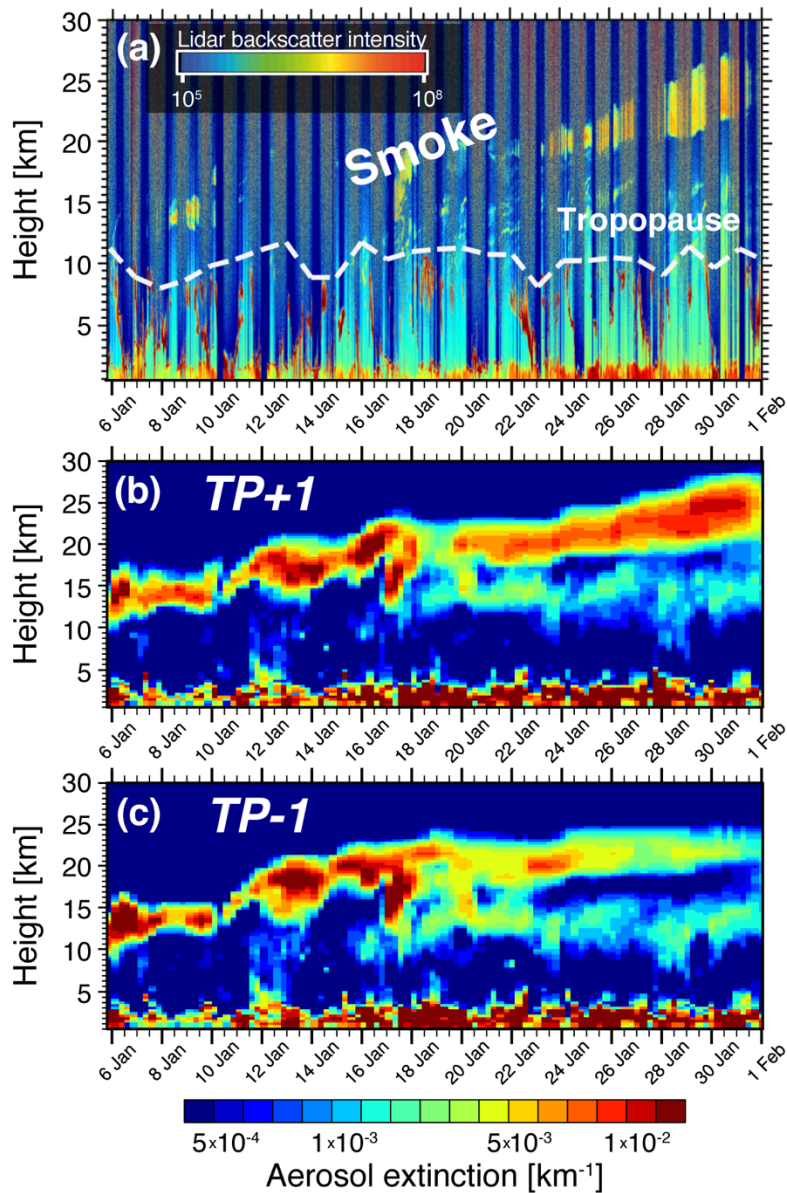 (a)
Lidar backscatter intensity
10⁵ 10⁸
Smoke
Tropopause
Height [km]
30
25
20
15
10
5
6 Jan 8 Jan 10 Jan 12 Jan 14 Jan 16 Jan 18 Jan 20 Jan 22 Jan 24 Jan 26 Jan 28 Jan 30 Jan 1 Feb
(b) TP+1
Height [km]
30
25
20
15
10
5
6 Jan 8 Jan 10 Jan 12 Jan 14 Jan 16 Jan 18 Jan 20 Jan 22 Jan 24 Jan 26 Jan 28 Jan 30 Jan 1 Feb
(c) TP-1
Height [km]
30
25
20
15
10
5
6 Jan 8 Jan 10 Jan 12 Jan 14 Jan 16 Jan 18 Jan 20 Jan 22 Jan 24 Jan 26 Jan 28 Jan 30 Jan 1 Feb
5×10⁻⁴ 1×10⁻³ 5×10⁻³ 1×10⁻²
Aerosol extinction [km⁻¹]